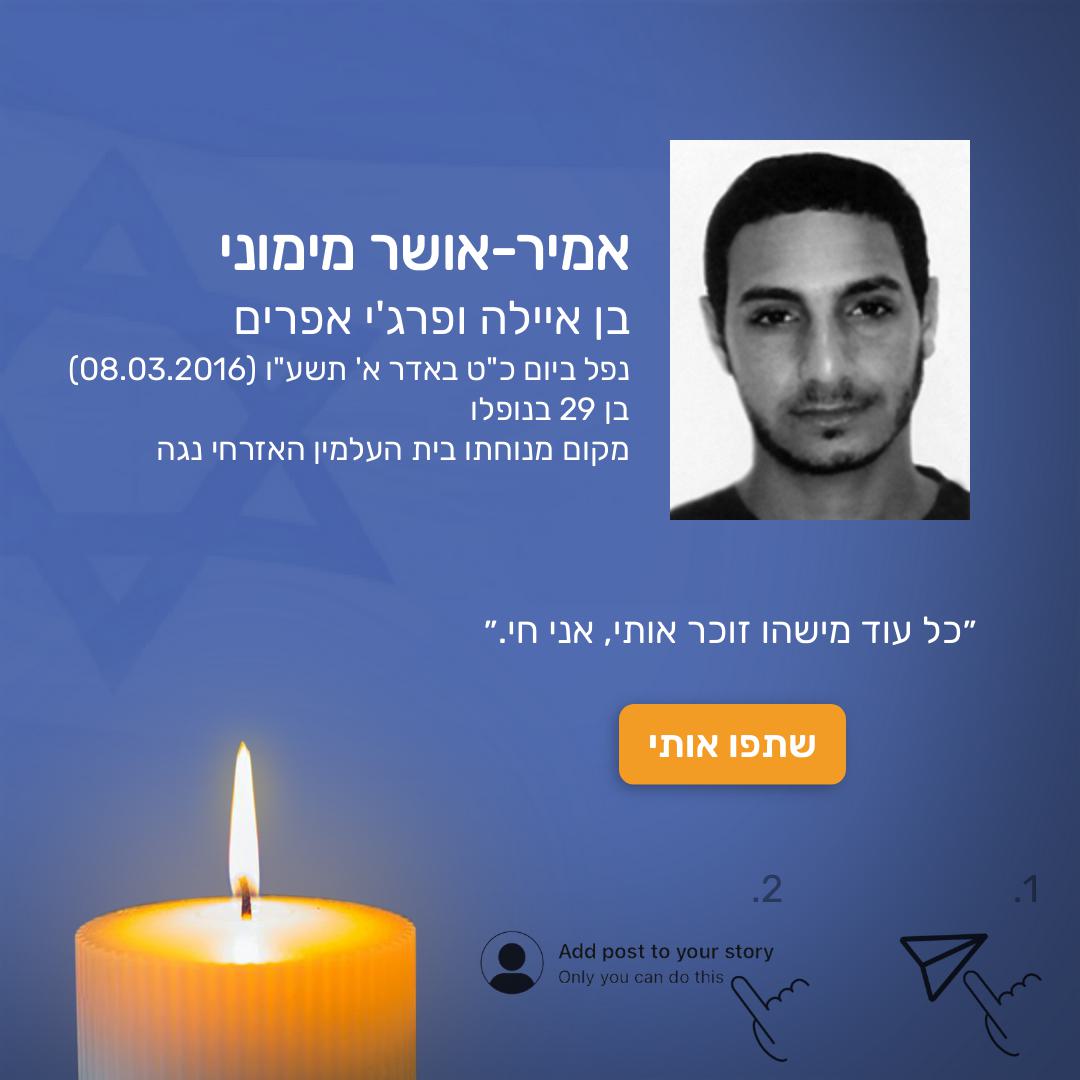 אמיר-אושר מימוני
בן איילה ופרג'י אפרים
נפל ביום כ"ט באדר א' תשע"ו (08.03.2016)
בן 29 בנופלו
מקום מנוחתו בית העלמין האזרחי נגה
״כל עוד מישהו זוכר אותי, אני חי.״
שתפו אותי
.1
.2
Add post to your story
Only you can do this